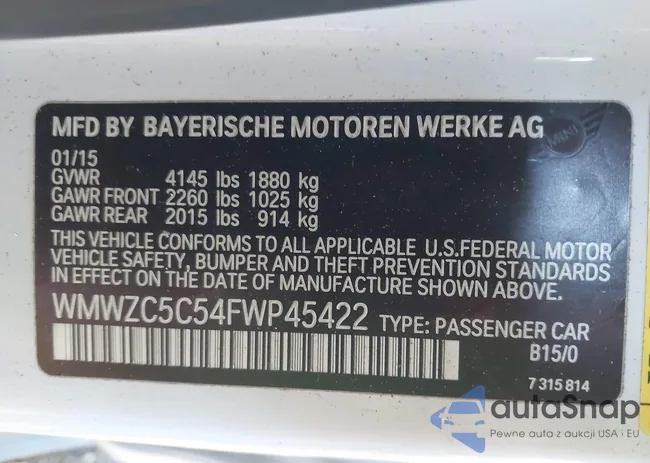 MFD BY BAYERISCHE MOTOREN WERKE AG
MINI
01/15
GVWR 4145 lbs 1880 kg
GAWR FRONT 2260 lbs 1025 kg
GAWR REAR 2015 lbs 914 kg
THIS VEHICLE CONFORMS TO ALL APPLICABLE U.S.FEDERAL MOTOR
VEHICLE SAFETY, BUMPER AND THEFT PREVENTION STANDARDS
IN EFFECT ON THE DATE OF MANUFACTURE SHOWN ABOVE.
WMWZC5C54FWP45422 TYPE: PASSENGER CAR
B15/0
7 315 814
autaSnap
Pewne auta z aukcji USA i EU